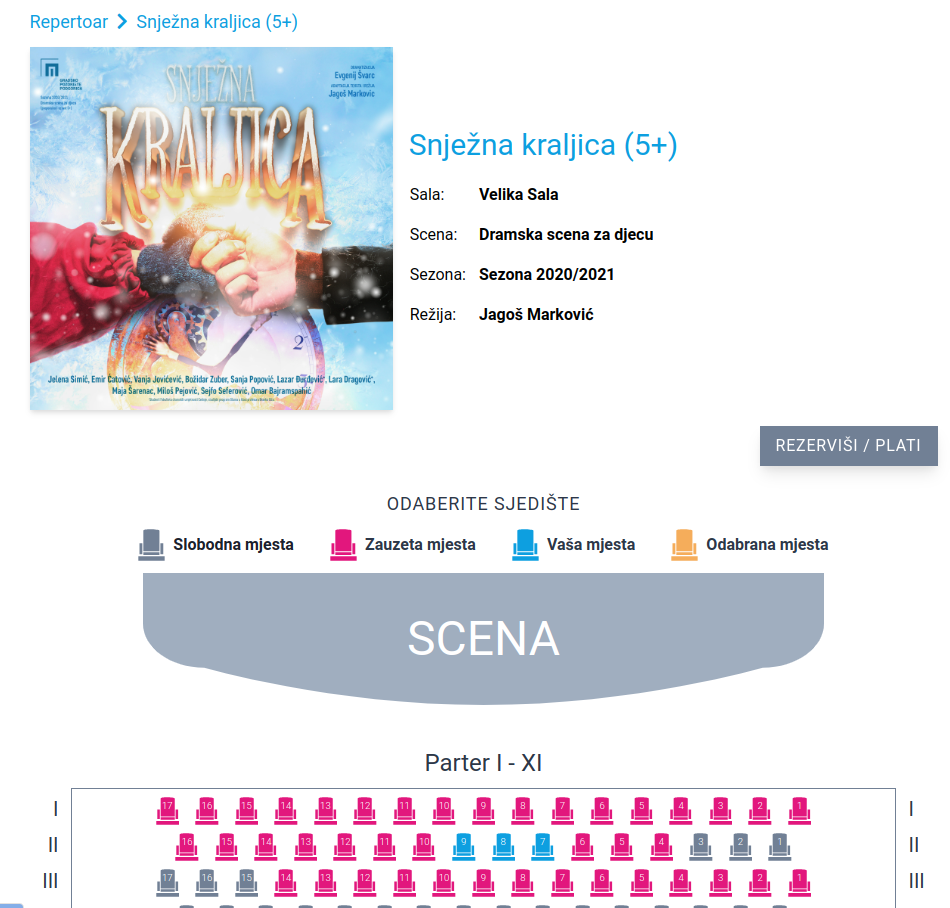 Repertoar > Snježna kraljica (5+)
SNJEŽNA
KRALJICA
GRADSKO
POZORIŠTE
PODGORICA
Evgenij Švarc
Jagoš Marković
Jelena Simić, Emir Ćatović, Vanja Jovićević, Božidar Zuber, Sanja Popović, Lazar Đurđević*, Lara Dragović*,
Maja Šarenac, Miloš Pejović, Sejfo Seferović, Omar Bajramspahić
Snježna kraljica (5+)
Sala: Velika Sala
Scena: Dramska scena za djecu
Sezona: Sezona 2020/2021
Režija: Jagoš Marković
REZERVIŠI / PLATI
ODABERITE SJEDIŠTE
Slobodna mjesta Zauzeta mjesta Vaša mjesta Odabrana mjesta
SCENA
Parter I - XI
I 17 16 15 14 13 12 11 10 9 8 7 6 5 4 3 2 1 I
II 16 15 14 13 12 11 10 9 8 7 6 5 4 3 2 1 II
III 17 16 15 14 13 12 11 10 9 8 7 6 5 4 3 2 1 III